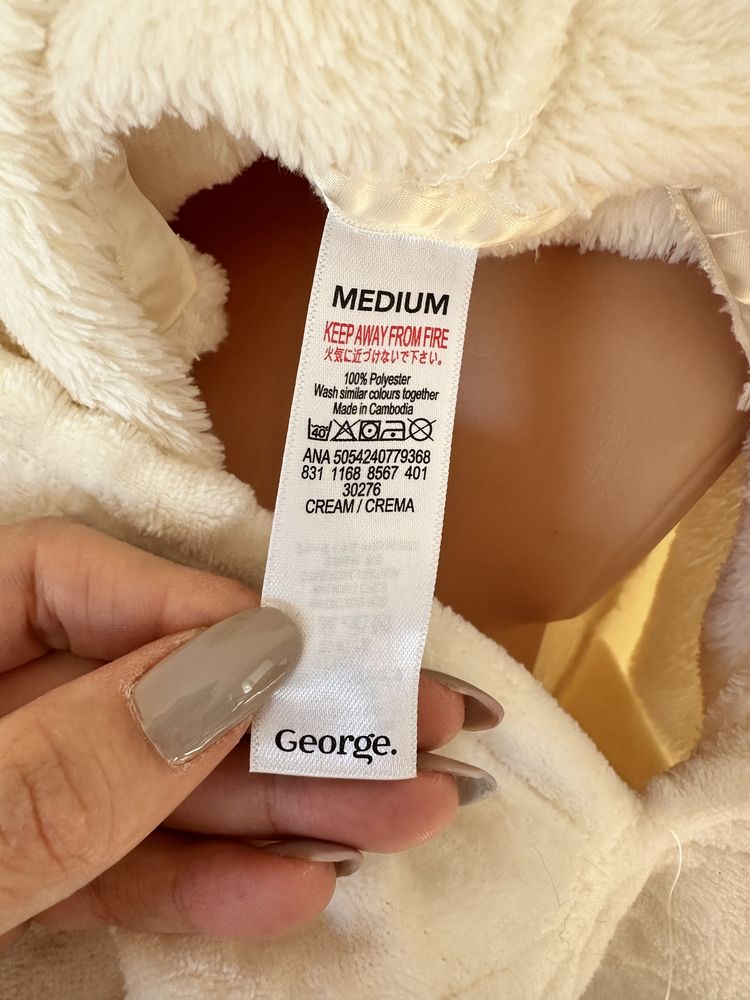 MEDIUM
KEEP AWAY FROM FIRE
火気に近づけないで下さい。
100% Polyester
Wash similar colours together
Made in Cambodia
40°
ANA 5054240779368
831 1168 8567 401
30276
CREAM / CREMA
George.